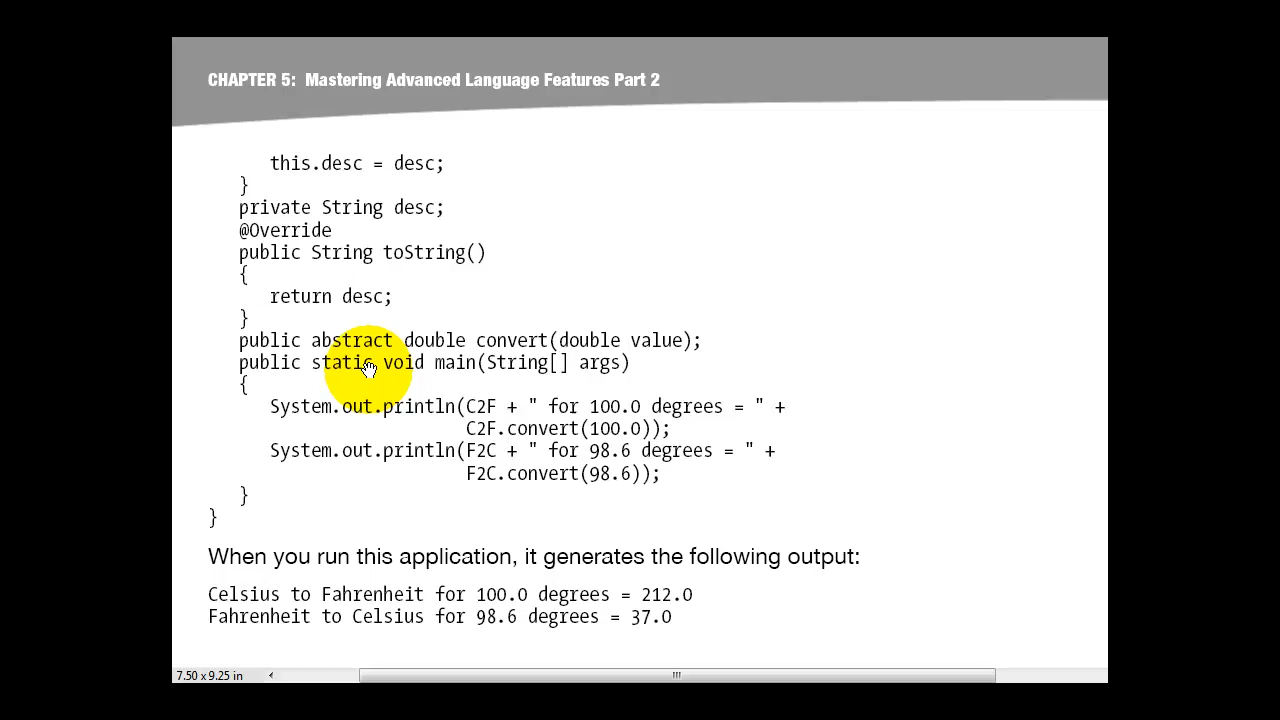 CHAPTER 5: Mastering Advanced Language Features Part 2
this.desc = desc;
}
private String desc;
@Override
public String toString()
{
return desc;
}
public abstract double convert(double value);
public static void main(String[] args)
{
System.out.println(C2F + " for 100.0 degrees = " +
C2F.convert(100.0));
System.out.println(F2C + " for 98.6 degrees = " +
F2C.convert(98.6));
}
}
When you run this application, it generates the following output:
Celsius to Fahrenheit for 100.0 degrees = 212.0
Fahrenheit to Celsius for 98.6 degrees = 37.0
7.50 x 9.25 in